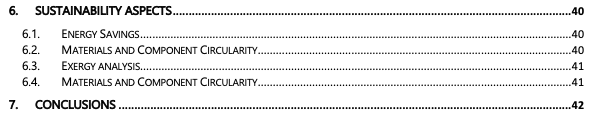 6. SUSTAINABILITY ASPECTS....................40
6.1. ENERGY SAVINGS....................40
6.2. MATERIALS AND COMPONENT CIRCULARITY....................40
6.3. EXERGY ANALYSIS....................41
6.4. MATERIALS AND COMPONENT CIRCULARITY....................41
7. CONCLUSIONS....................42